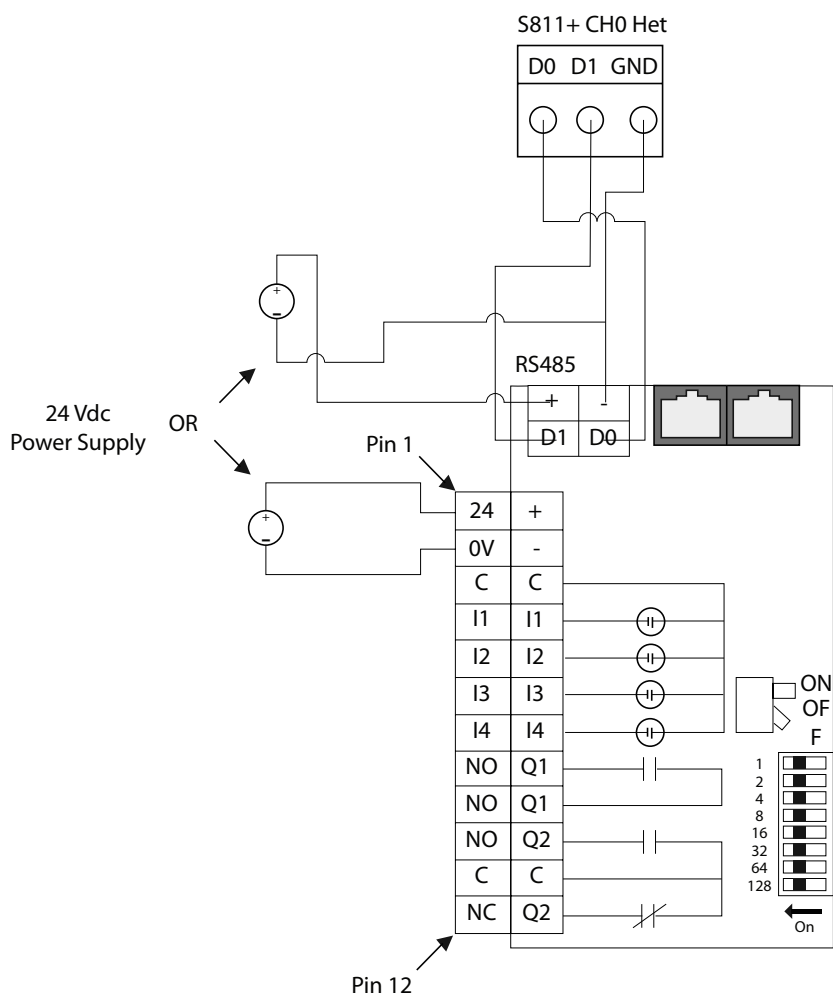 S811+ CH0 Het
D0 D1 GND
+
-
24 Vdc
Power Supply
OR
RS485
+ -
D1 D0
Pin 1
+
-
24 +
0V -
C C
I1 I1
I2 I2
I3 I3
I4 I4
NO Q1
NO Q1
NO Q2
C C
NC Q2
Pin 12
ON
OF
F
1
2
4
8
16
32
64
128
On